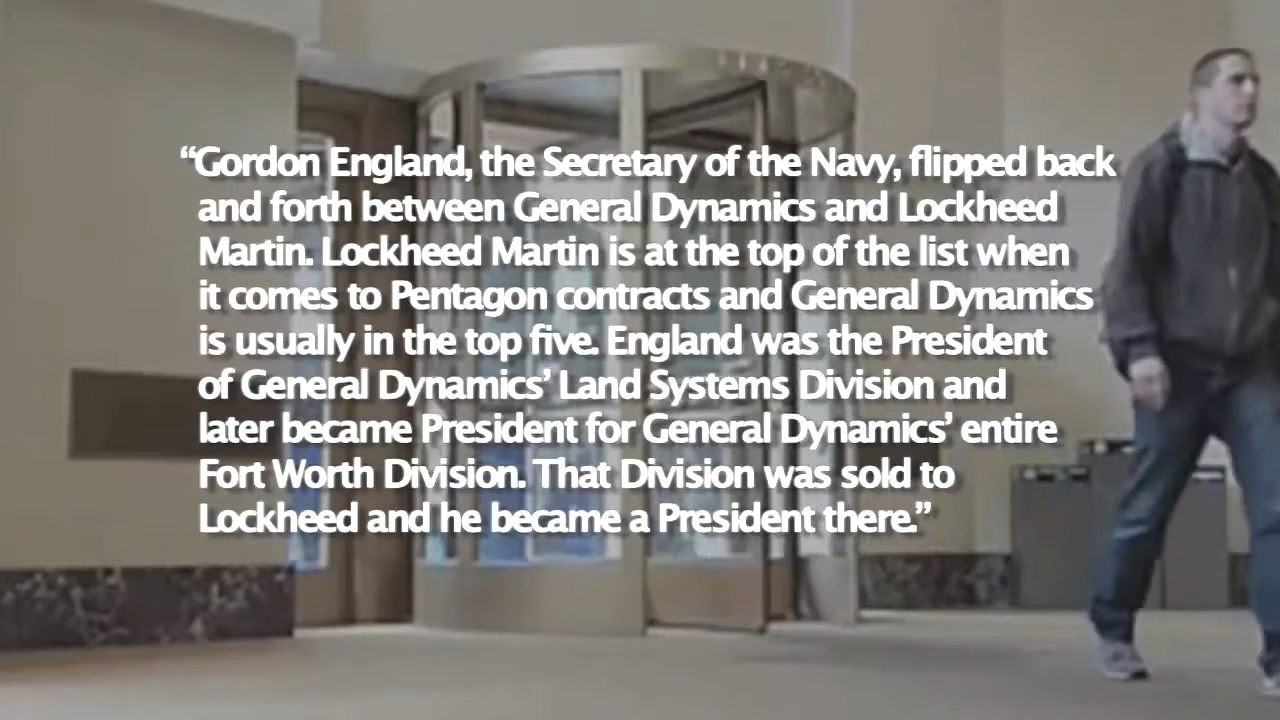 “Gordon England, the Secretary of the Navy, flipped back
and forth between General Dynamics and Lockheed
Martin. Lockheed Martin is at the top of the list when
it comes to Pentagon contracts and General Dynamics
is usually in the top five. England was the President
of General Dynamics’ Land Systems Division and
later became President for General Dynamics’ entire
Fort Worth Division. That Division was sold to
Lockheed and he became a President there.”